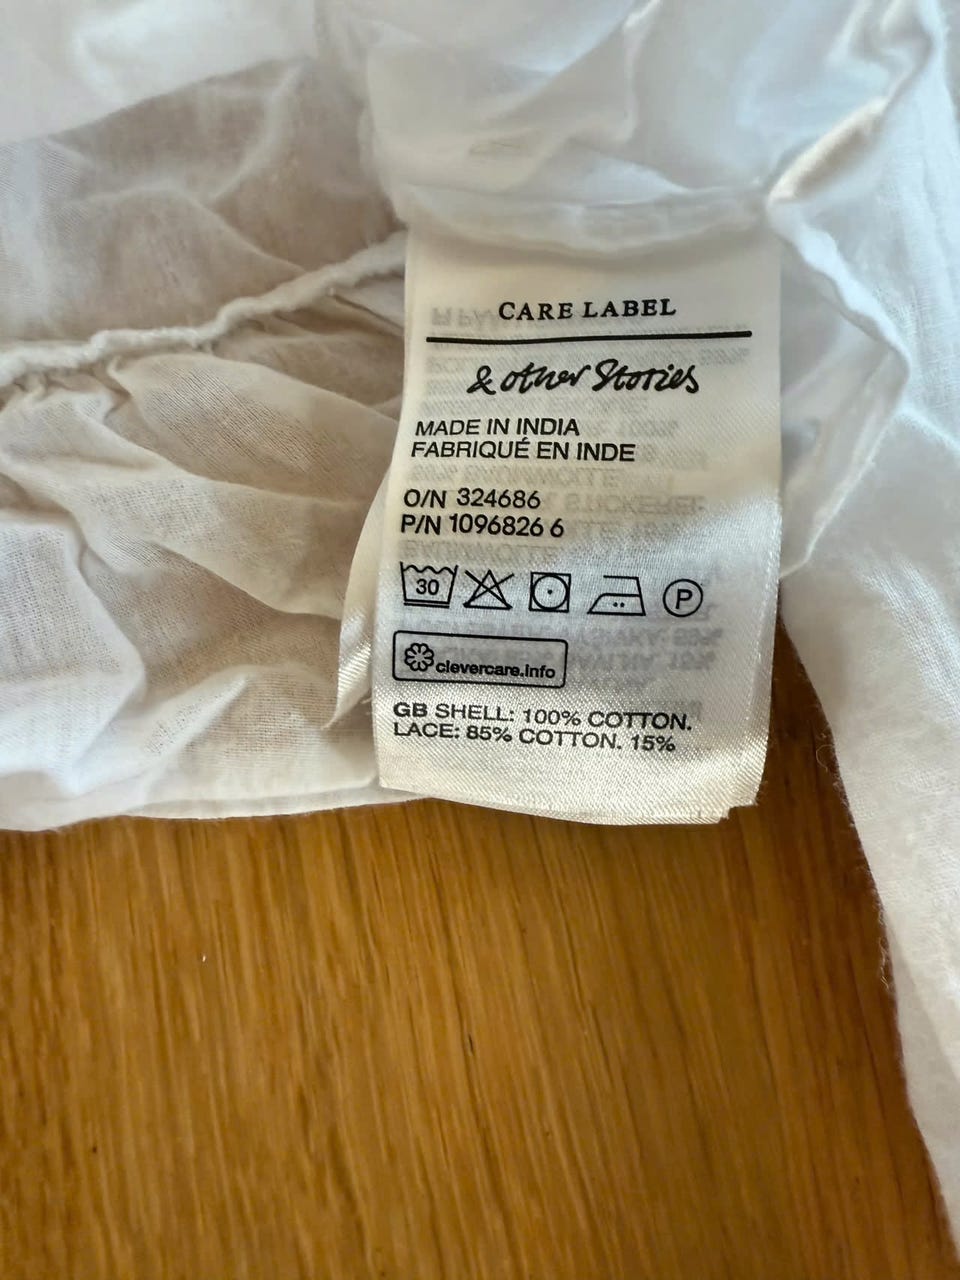 CARE LABEL
& other Stories
MADE IN INDIA
FABRIQUÉ EN INDE
O/N 324686
P/N 1096826 6
30
P
clevercare.info
GB SHELL: 100% COTTON.
LACE: 85% COTTON. 15%